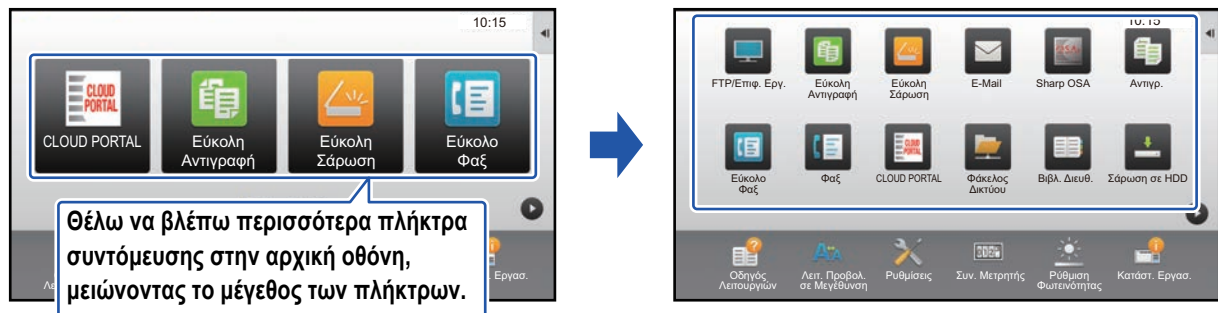 10:15
CLOUD
PORTAL
CLOUD PORTAL
Εύκολη
Αντιγραφή
Εύκολη
Σάρωση
Εύκολο
Φαξ
Θέλω να βλέπω περισσότερα πλήκτρα
συντόμευσης στην αρχική οθόνη,
μειώνοντας το μέγεθος των πλήκτρων.
. Εργασ.
10:15
FTP/Επιφ. Εργ.
Εύκολη
Αντιγραφή
Εύκολη
Σάρωση
E-Mail
OSA
Sharp OSA
Αντιγρ.
Εύκολο
Φαξ
Φαξ
CLOUD
PORTAL
CLOUD PORTAL
Φάκελος
Δικτύου
Βιβλ. Διευθ.
Σάρωση σε HDD
Οδηγός
Λειτουργιών
Λειτ. Προβολ.
σε Μεγέθυνση
Ρυθμίσεις
Συν. Μετρητής
Ρύθμιση
Φωτεινότητας
Κατάστ. Εργασ.